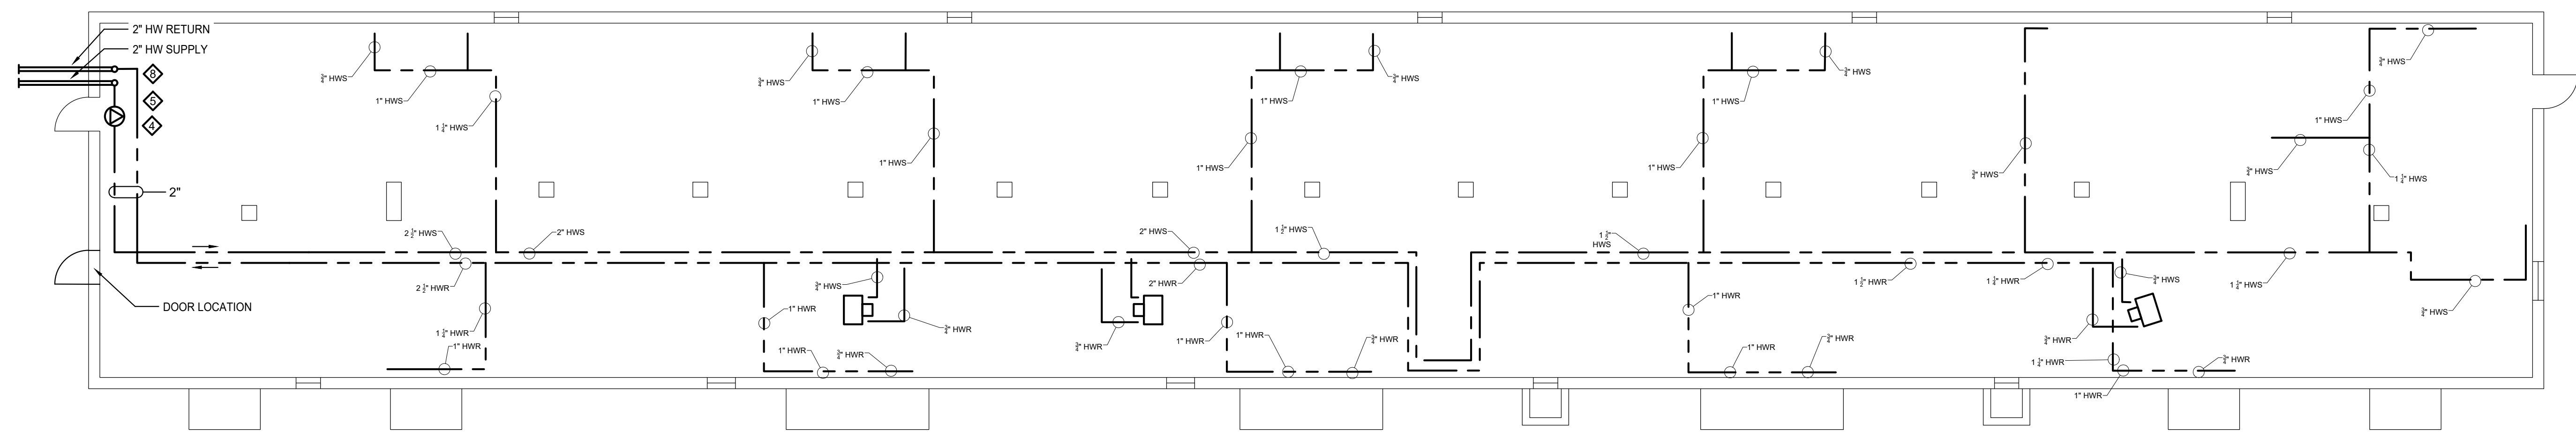 2" HW RETURN
2" HW SUPPLY
8
5
4
2"
DOOR LOCATION
3/4" HWS
1" HWS
1 1/4" HWS
2 1/2" HWS
2" HWS
2 1/2" HWR
1 1/4" HWR
1" HWR
3/4" HWS
1" HWS
1" HWS
3/4" HWS
1" HWR
3/4" HWR
1" HWR
3/4" HWR
3/4" HWR
2" HWS
2" HWR
1" HWR
1" HWR
3/4" HWR
1" HWS
3/4" HWS
1" HWS
1 1/2" HWS
1 1/2"
HWS
3/4" HWS
1" HWS
1" HWS
1" HWR
1" HWR
3/4" HWR
1 1/2" HWR
1 1/4" HWR
3/4" HWS
3/4" HWS
3/4" HWR
1 1/4" HWR
3/4" HWR
1" HWR
1 1/4" HWS
3/4" HWS
1" HWS
3/4" HWS
1 1/4" HWS
3/4" HWS